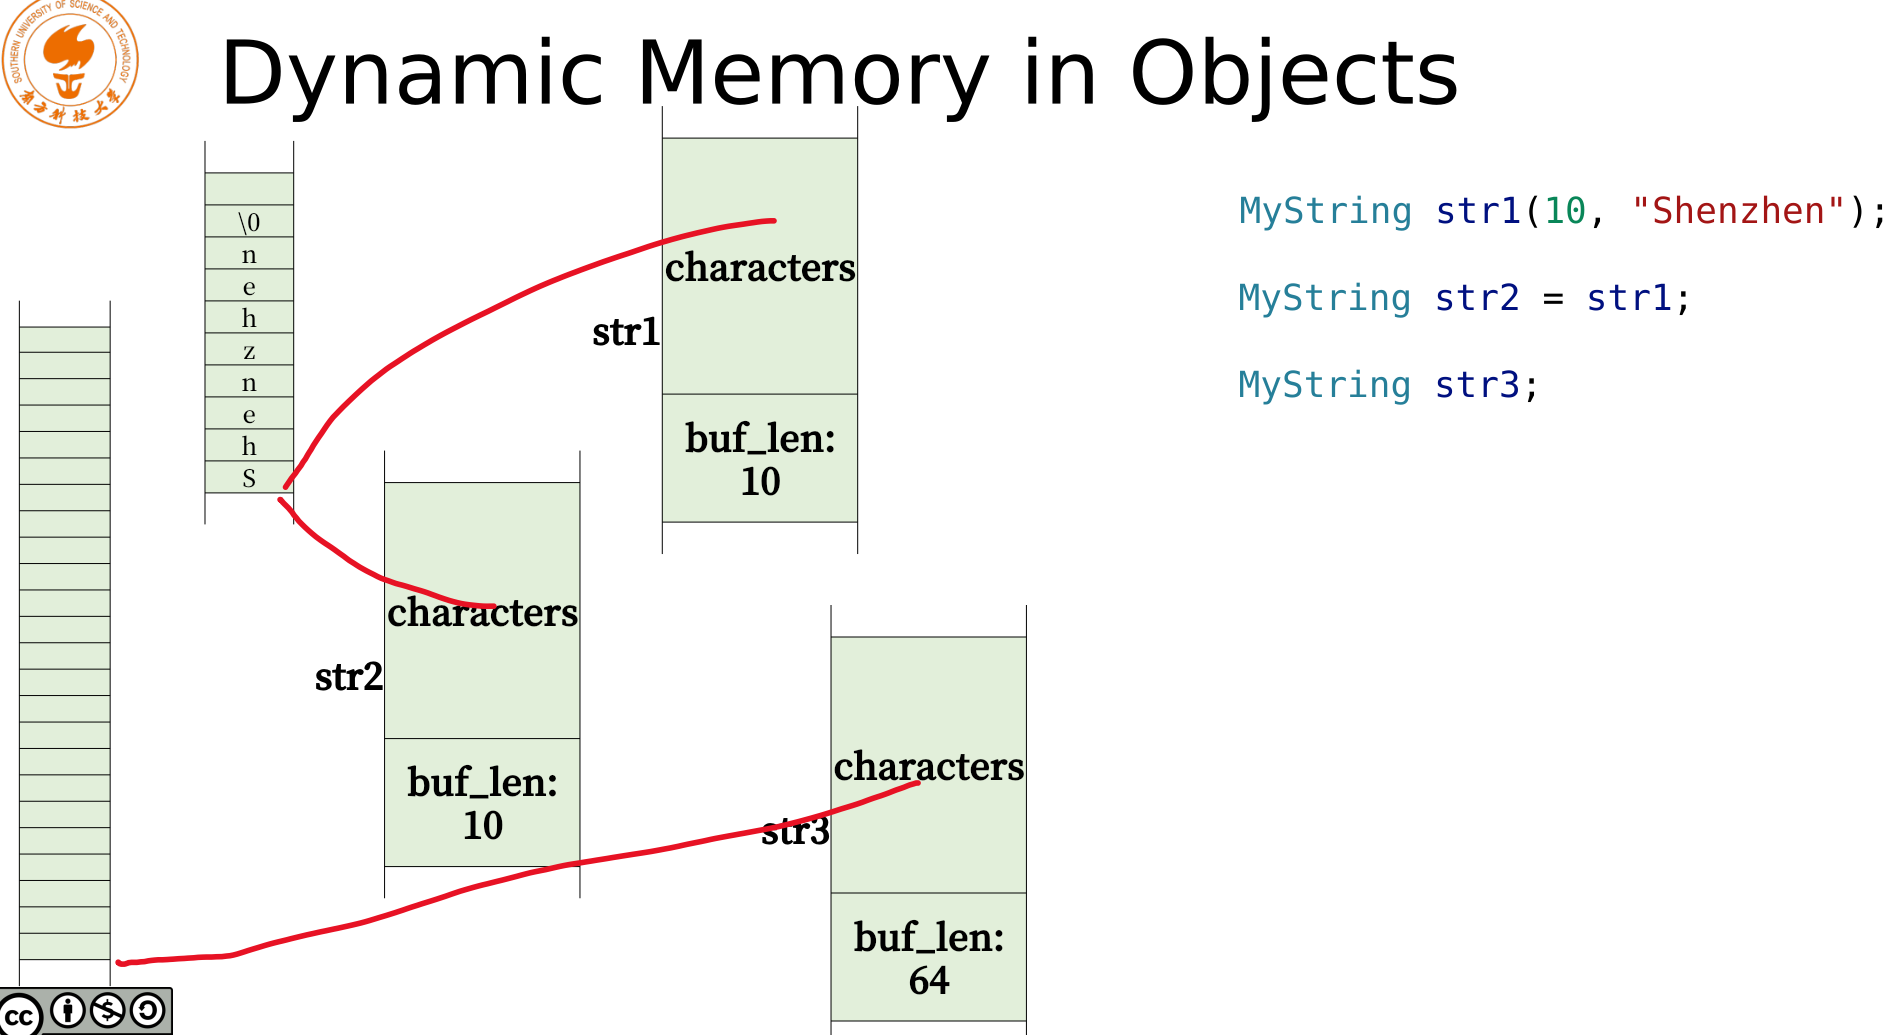 SOUTHERN UNIVERSITY OF SCIENCE AND TECHNOLOGY
南方科技大学
Dynamic Memory in Objects
\0
n
e
h
z
n
e
h
S
characters
str1
buf_len:
10
characters
str2
buf_len:
10
characters
str3
buf_len:
64
MyString str1(10, "Shenzhen");
MyString str2 = str1;
MyString str3;
cc